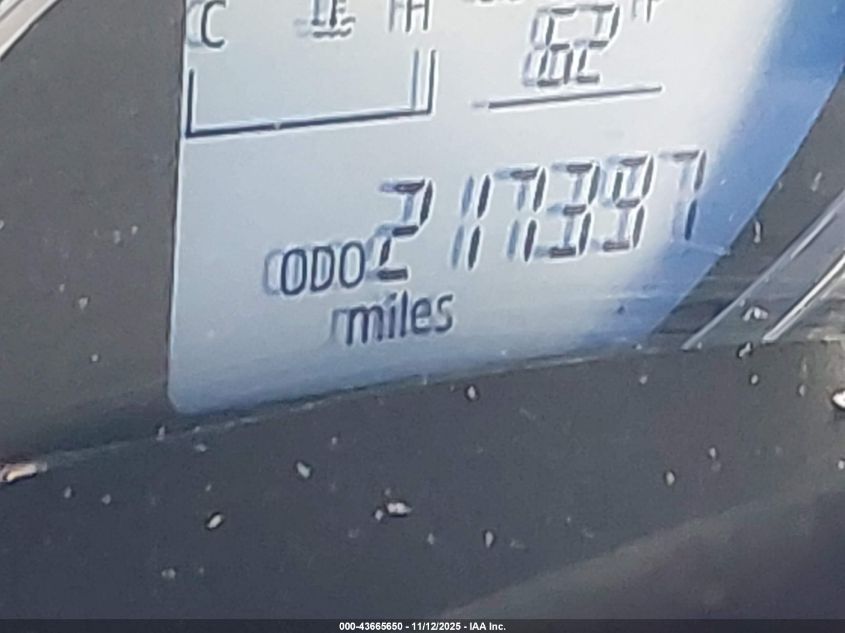 C H
62 °F
ODO 217397
miles
000-43665650 - 11/12/2025 - IAA Inc.